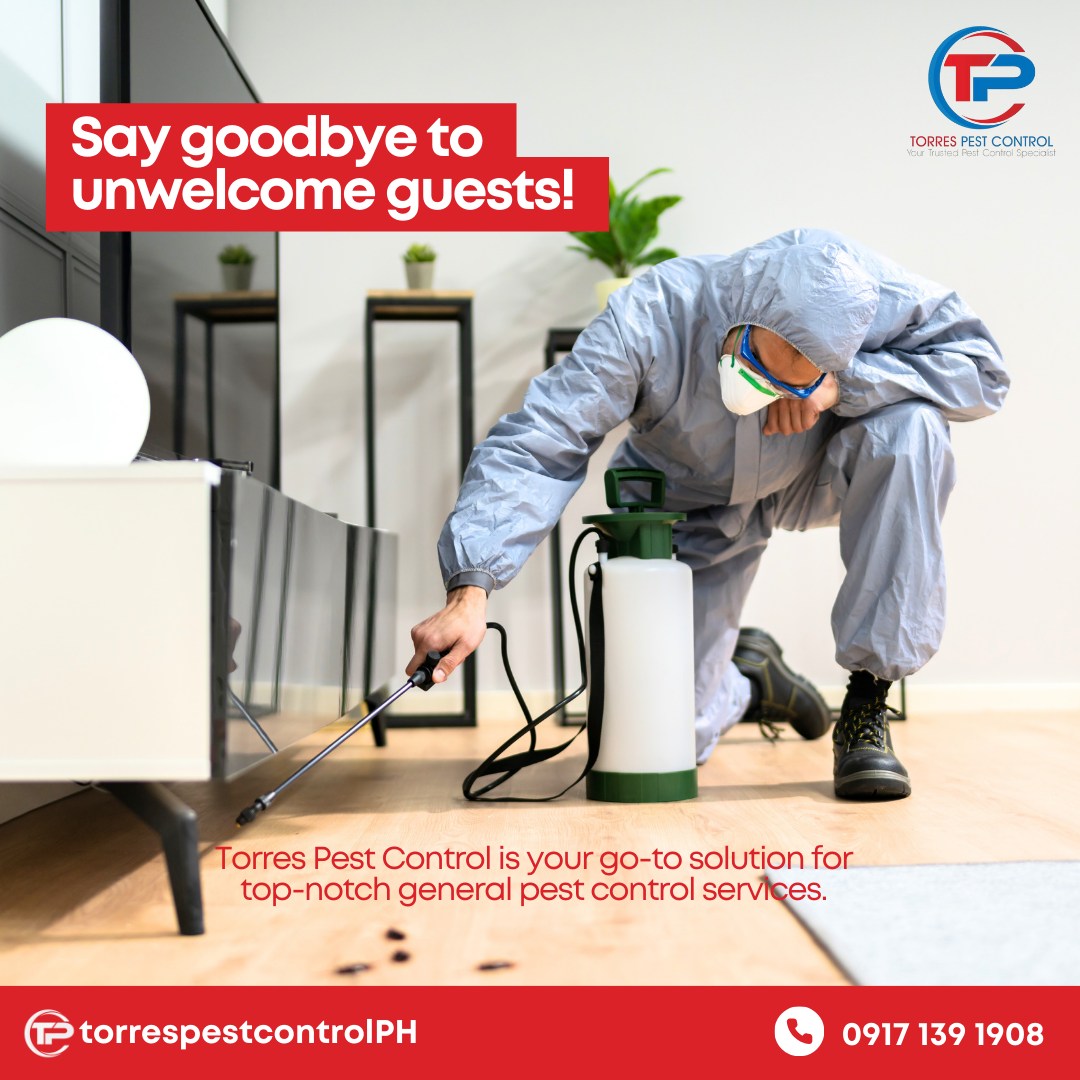 Say goodbye to
unwelcome guests!
TP
TORRES PEST CONTROL
Your Trusted Pest Control Specialist
Torres Pest Control is your go-to solution for
top-notch general pest control services.
TP torrespestcontrolPH
0917 139 1908